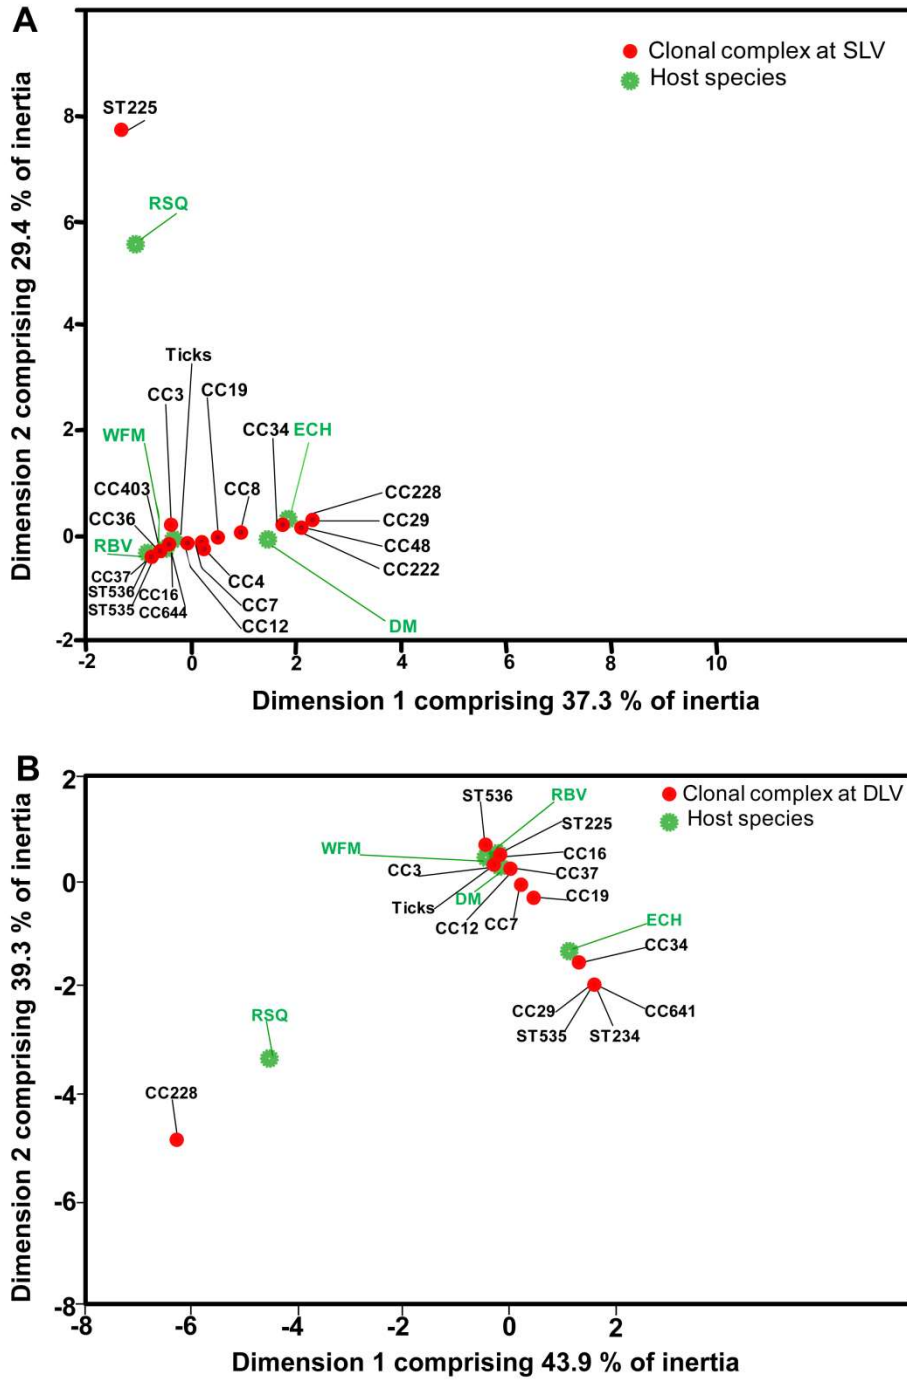 A
Clonal complex at SLV
Host species
ST225
RSQ
Ticks
CC3
CC19
WFM
CC34
ECH
CC403
CC8
CC228
CC36
CC29
RBV
CC48
CC37
CC4
CC222
ST536
CC16
CC7
ST535
CC644
CC12
DM
8
6
4
2
0
-2
Dimension 2 comprising 29.4 % of inertia
-2
0
2
4
6
8
10
Dimension 1 comprising 37.3 % of inertia
B
Clonal complex at DLV
Host species
ST536
RBV
ST225
WFM
CC16
CC3
CC37
Ticks
DM
CC19
CC12
CC7
ECH
CC34
CC29
CC641
ST535
ST234
RSQ
CC228
2
0
-2
-4
-6
-8
Dimension 2 comprising 39.3 % of inertia
-8
-6
-4
-2
0
2
Dimension 1 comprising 43.9 % of inertia